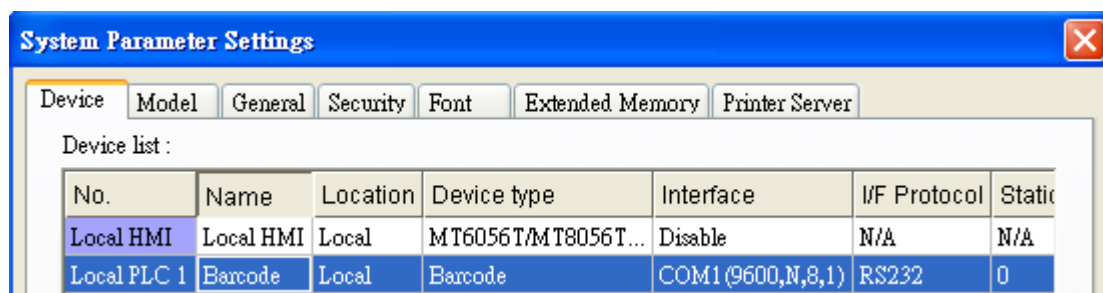 System Parameter Settings
Device Model General Security Font Extended Memory Printer Server
Device list :
No. Name Location Device type Interface I/F Protocol
Local HMI Local HMI Local MT6056T/MT8056T... Disable N/A N/A
Local PLC 1 Barcode Local Barcode COM1(9600,N,8,1) RS232 0